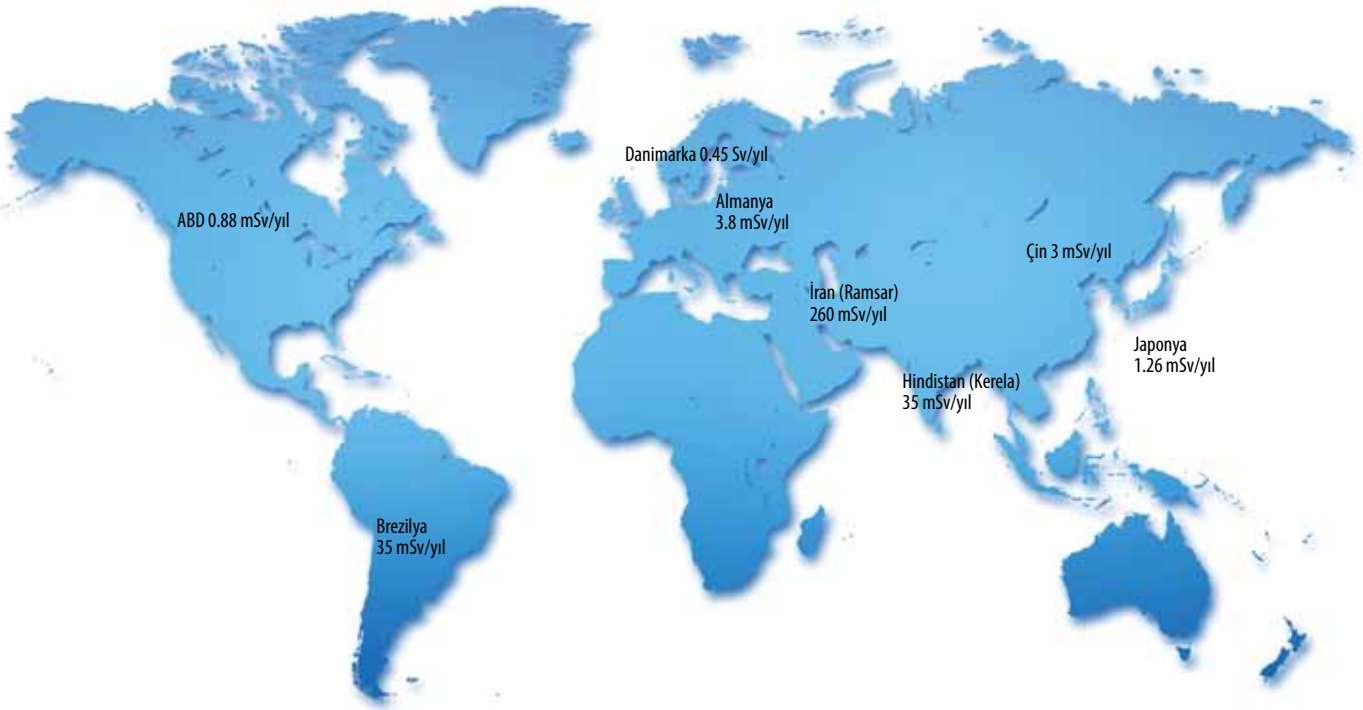 Danimarka 0.45 Sv/yıl
Almanya
3.8 mSv/yıl
ABD 0.88 mSv/yıl
Çin 3 mSv/yıl
İran (Ramsar)
260 mSv/yıl
Japonya
1.26 mSv/yıl
Hindistan (Kerela)
35 mSv/yıl
Brezilya
35 mSv/yıl